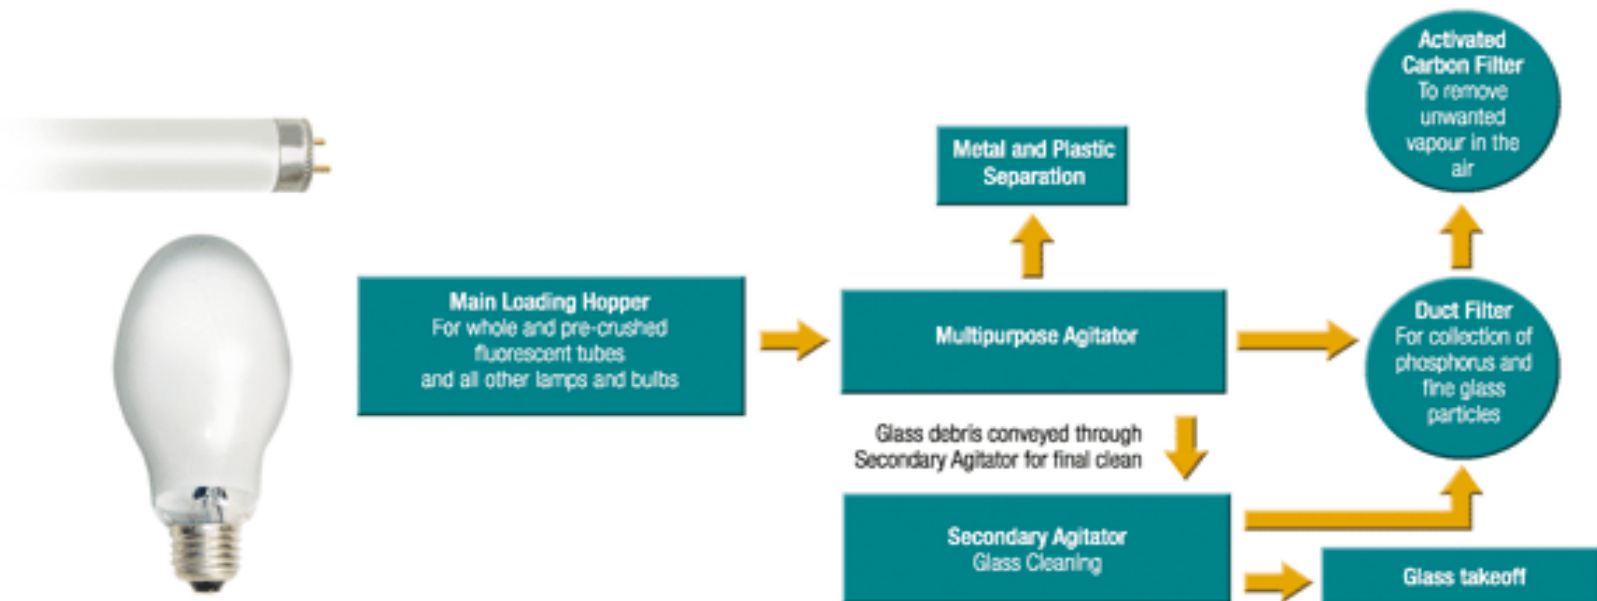 Activated
Carbon Filter
To remove
unwanted
vapour in the
air
Metal and Plastic
Separation
Main Loading Hopper
For whole and pre-crushed
fluorescent tubes
and all other lamps and bulbs
Multipurpose Agitator
Duct Filter
For collection of
phosphorus and
fine glass
particles
Glass debris conveyed through
Secondary Agitator for final clean
Secondary Agitator
Glass Cleaning
Glass takeoff